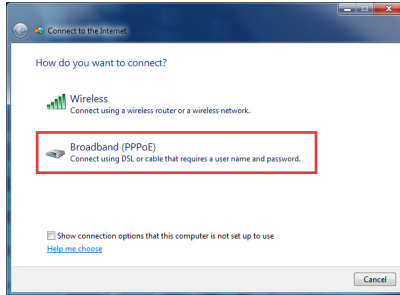 Connect to the Internet
How do you want to connect?
Wireless
Connect using a wireless router or a wireless network.
Broadband (PPPoE)
Connect using DSL or cable that requires a user name and password.
Show connection options that this computer is not set up to use
Help me choose
Cancel